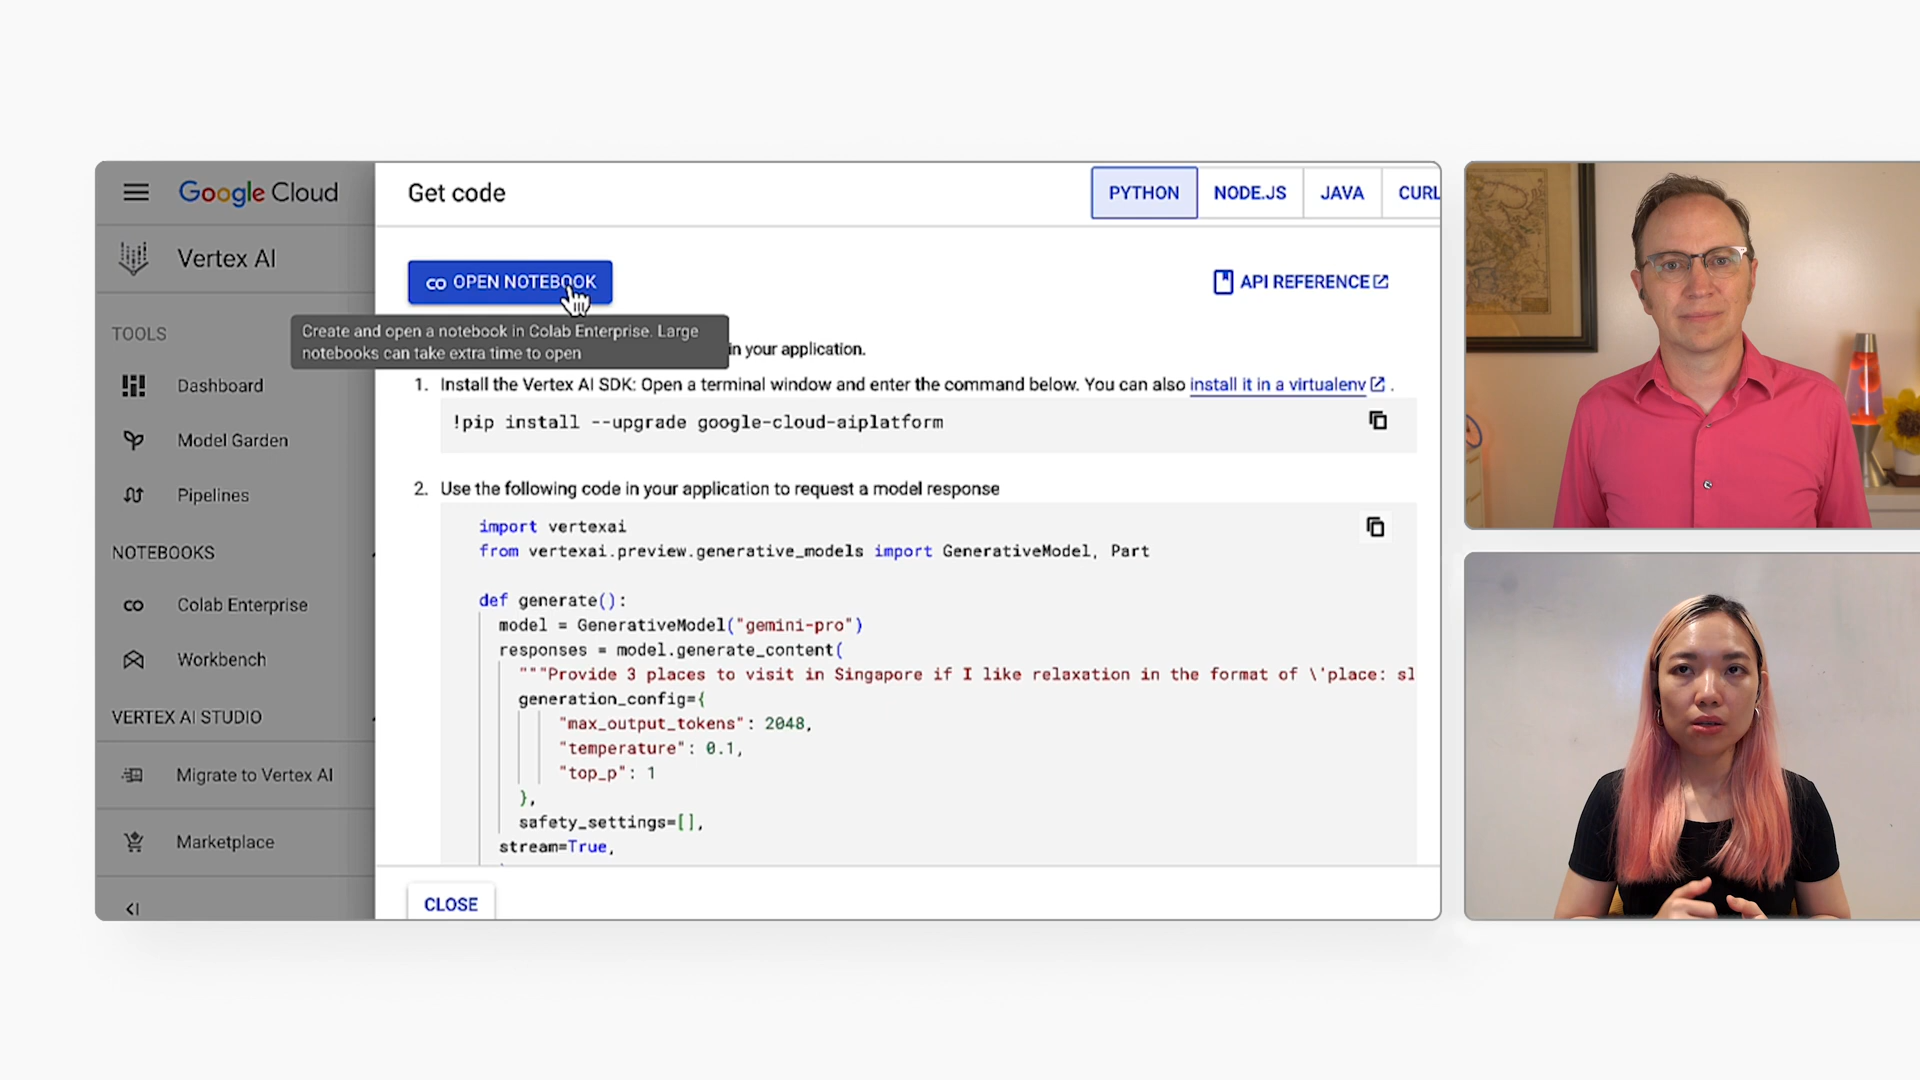 Google Cloud
Vertex AI
TOOLS
Dashboard
Model Garden
Pipelines
NOTEBOOKS
Colab Enterprise
Workbench
VERTEX AI STUDIO
Migrate to Vertex AI
Marketplace
Get code
PYTHON
NODE.JS
JAVA
CURL
OPEN NOTEBOOK
API REFERENCE
Create and open a notebook in Colab Enterprise. Large
notebooks can take extra time to open
in your application.
1. Install the Vertex AI SDK: Open a terminal window and enter the command below. You can also install it in a virtualenv .
!pip install --upgrade google-cloud-aiplatform
2. Use the following code in your application to request a model response
import vertexai
from vertexai.preview.generative_models import GenerativeModel, Part
def generate():
model = GenerativeModel("gemini-pro")
responses = model.generate_content(
"""Provide 3 places to visit in Singapore if I like relaxation in the format of \'place: sl
generation_config={
"max_output_tokens": 2048,
"temperature": 0.1,
"top_p": 1
},
safety_settings=[],
stream=True,
CLOSE